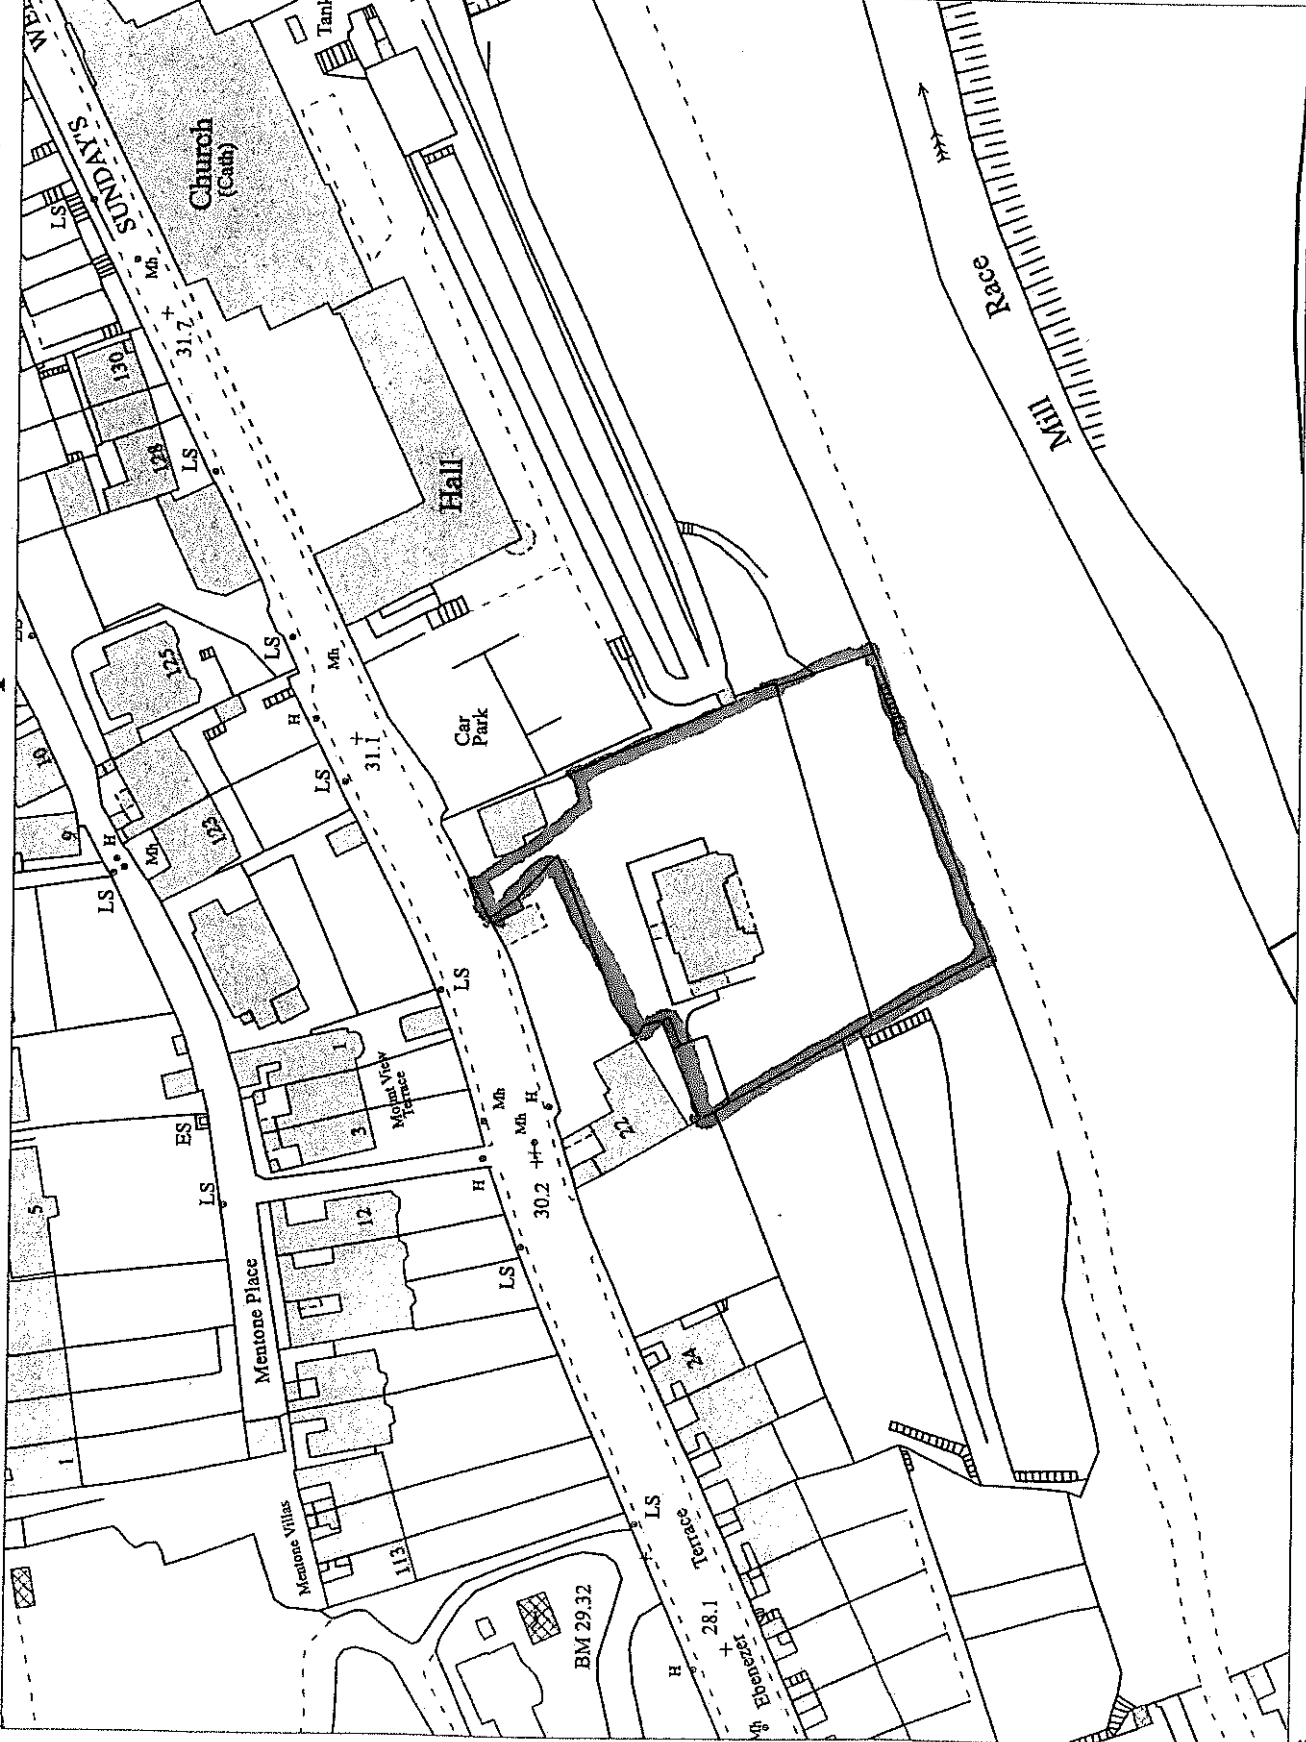 SUNDAY'S
WE
Church
(Cath)
Tank
LS
Mh
31.7
130
128
LS
Hall
Mill Race
125
LS
Mh
H
31.1
Car
Park
LS
10
9
H
Mh
LS
123
LS
1
3
Mount View
Terrace
ES
LS
5
Mh
Mh
H
H
30.2
22
12
LS
Mentone Place
24
1
Mentone Villas
113
LS
Terrace
BM 29.32
28.1
H
Ebenezer
Mh